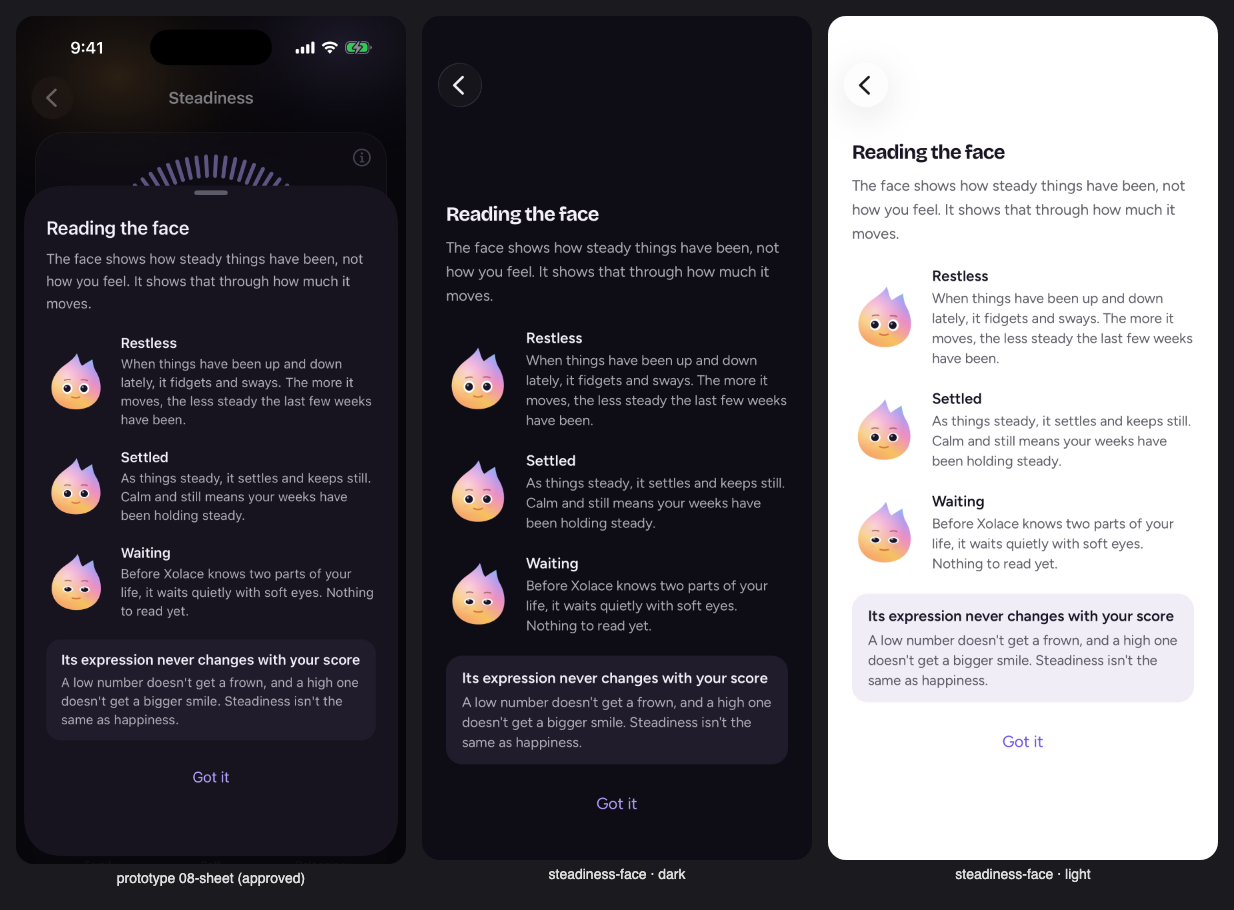 9:41
Steadiness
Reading the face
The face shows how steady things have been, not
how you feel. It shows that through how much it
moves.
Restless
When things have been up and down
lately, it fidgets and sways. The more it
moves, the less steady the last few weeks
have been.
Settled
As things steady, it settles and keeps still.
Calm and still means your weeks have
been holding steady.
Waiting
Before Xolace knows two parts of your
life, it waits quietly with soft eyes. Nothing
to read yet.
Its expression never changes with your score
A low number doesn't get a frown, and a high one
doesn't get a bigger smile. Steadiness isn't the
same as happiness.
Got it
prototype 08-sheet (approved)
Reading the face
The face shows how steady things have been, not
how you feel. It shows that through how much it
moves.
Restless
When things have been up and down
lately, it fidgets and sways. The more it
moves, the less steady the last few weeks
have been.
Settled
As things steady, it settles and keeps still.
Calm and still means your weeks have
been holding steady.
Waiting
Before Xolace knows two parts of your
life, it waits quietly with soft eyes.
Nothing to read yet.
Its expression never changes with your score
A low number doesn't get a frown, and a high one
doesn't get a bigger smile. Steadiness isn't the
same as happiness.
Got it
steadiness-face · dark
Reading the face
The face shows how steady things have been, not
how you feel. It shows that through how much it
moves.
Restless
When things have been up and down
lately, it fidgets and sways. The more it
moves, the less steady the last few weeks
have been.
Settled
As things steady, it settles and keeps still.
Calm and still means your weeks have
been holding steady.
Waiting
Before Xolace knows two parts of your
life, it waits quietly with soft eyes.
Nothing to read yet.
Its expression never changes with your score
A low number doesn't get a frown, and a high one
doesn't get a bigger smile. Steadiness isn't the
same as happiness.
Got it
steadiness-face · light